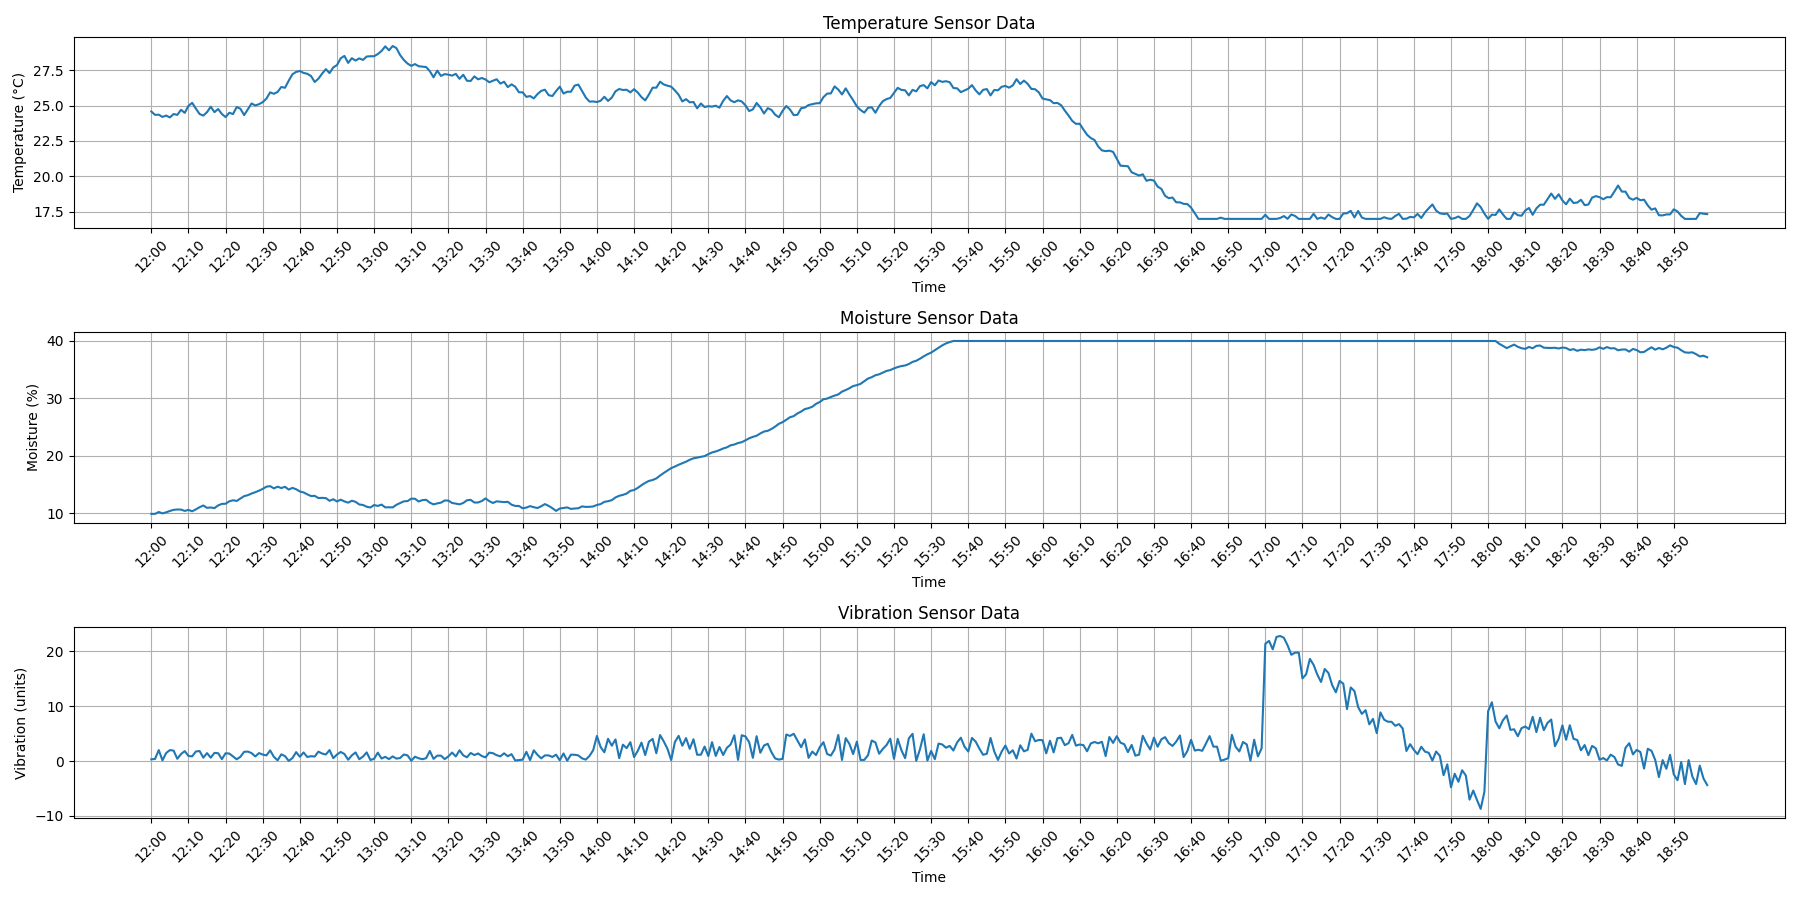 Temperature Sensor Data
Temperature (°C)
27.5
25.0
22.5
20.0
17.5
12:00 12:10 12:20 12:30 12:40 12:50 13:00 13:10 13:20 13:30 13:40 13:50 14:00 14:10 14:20 14:30 14:40 14:50 15:00 15:10 15:20 15:30 15:40 15:50 16:00 16:10 16:20 16:30 16:40 16:50 17:00 17:10 17:20 17:30 17:40 17:50 18:00 18:10 18:20 18:30 18:40 18:50
Time
Moisture Sensor Data
Moisture (%)
40
30
20
10
12:00 12:10 12:20 12:30 12:40 12:50 13:00 13:10 13:20 13:30 13:40 13:50 14:00 14:10 14:20 14:30 14:40 14:50 15:00 15:10 15:20 15:30 15:40 15:50 16:00 16:10 16:20 16:30 16:40 16:50 17:00 17:10 17:20 17:30 17:40 17:50 18:00 18:10 18:20 18:30 18:40 18:50
Time
Vibration Sensor Data
Vibration (units)
20
10
0
−10
12:00 12:10 12:20 12:30 12:40 12:50 13:00 13:10 13:20 13:30 13:40 13:50 14:00 14:10 14:20 14:30 14:40 14:50 15:00 15:10 15:20 15:30 15:40 15:50 16:00 16:10 16:20 16:30 16:40 16:50 17:00 17:10 17:20 17:30 17:40 17:50 18:00 18:10 18:20 18:30 18:40 18:50
Time